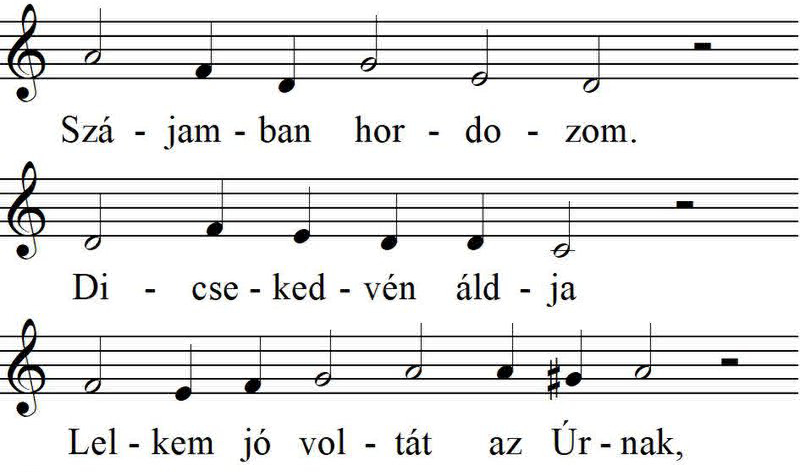 Szá - jam - ban hor - do - zom.
Di - cse - ked - vén áld - ja
Lel - kem jó vol - tát az Úr - nak,